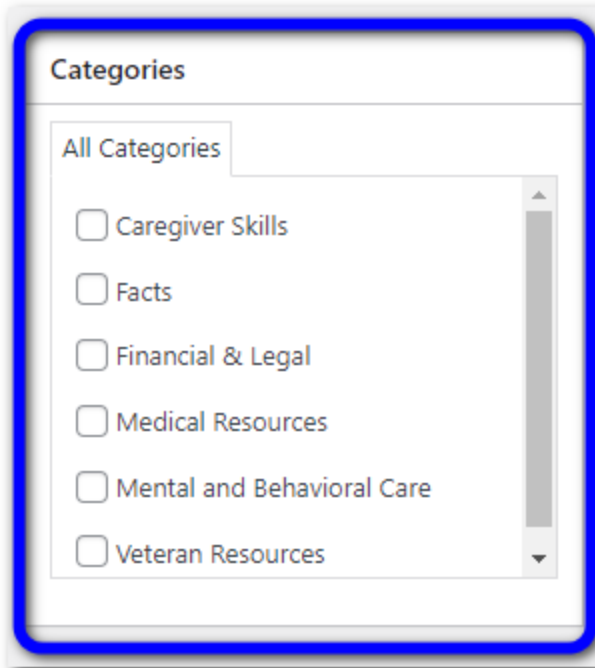 Categories
All Categories
Caregiver Skills
Facts
Financial & Legal
Medical Resources
Mental and Behavioral Care
Veteran Resources